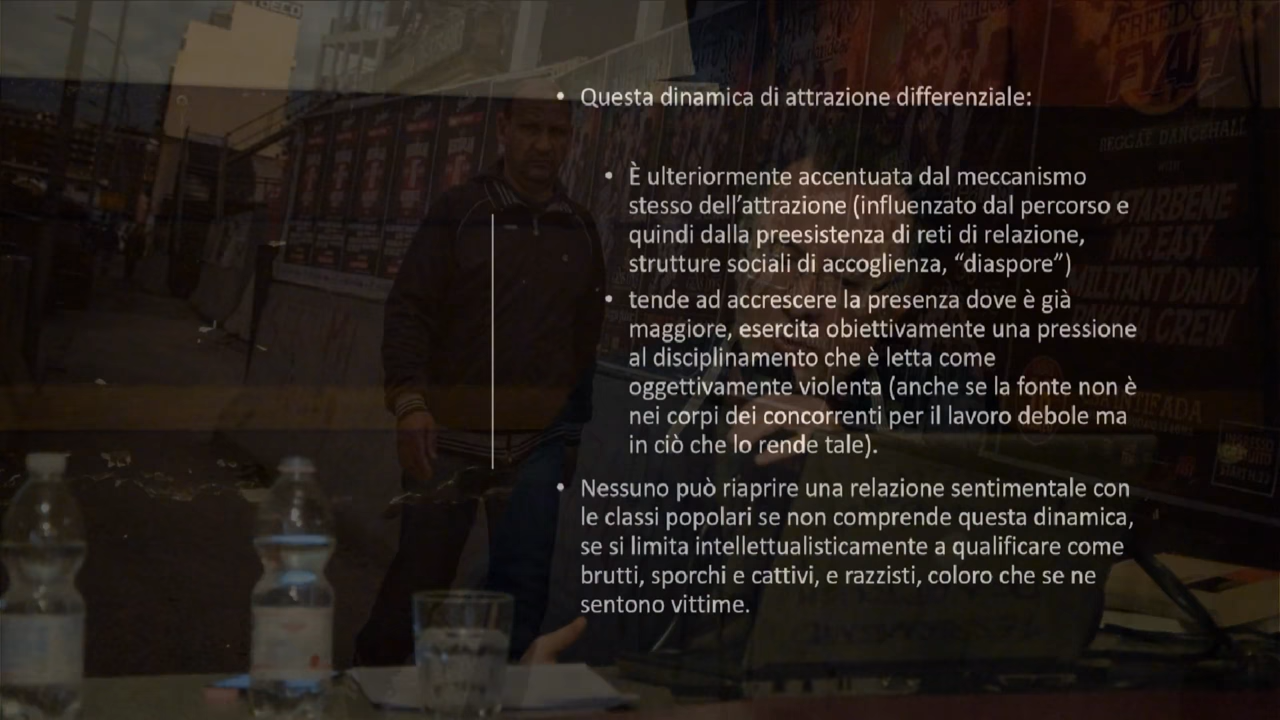 • Questa dinamica di attrazione differenziale:
• È ulteriormente accentuata dal meccanismo
stesso dell’attrazione (influenzato dal percorso e
quindi dalla preesistenza di reti di relazione,
strutture sociali di accoglienza, “diaspore”)
• tende ad accrescere la presenza dove è già
maggiore, esercita obiettivamente una pressione
al disciplinamento che è letta come
oggettivamente violenta (anche se la fonte non è
nei corpi dei concorrenti per il lavoro debole ma
in ciò che lo rende tale).
• Nessuno può riaprire una relazione sentimentale con
le classi popolari se non comprende questa dinamica,
se si limita intellettualisticamente a qualificare come
brutti, sporchi e cattivi, e razzisti, coloro che se ne
sentono vittime.
FREEDOM
REGGAE DANCEHALL
MR.EASY
MILITANT DANDY
CREW